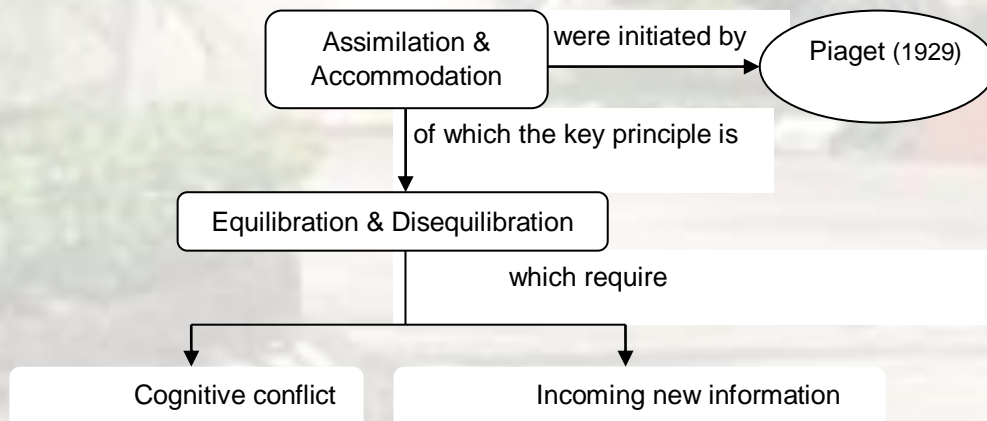 Assimilation &
Accommodation
were initiated by
Piaget (1929)
of which the key principle is
Equilibration & Disequilibration
which require
Cognitive conflict
Incoming new information